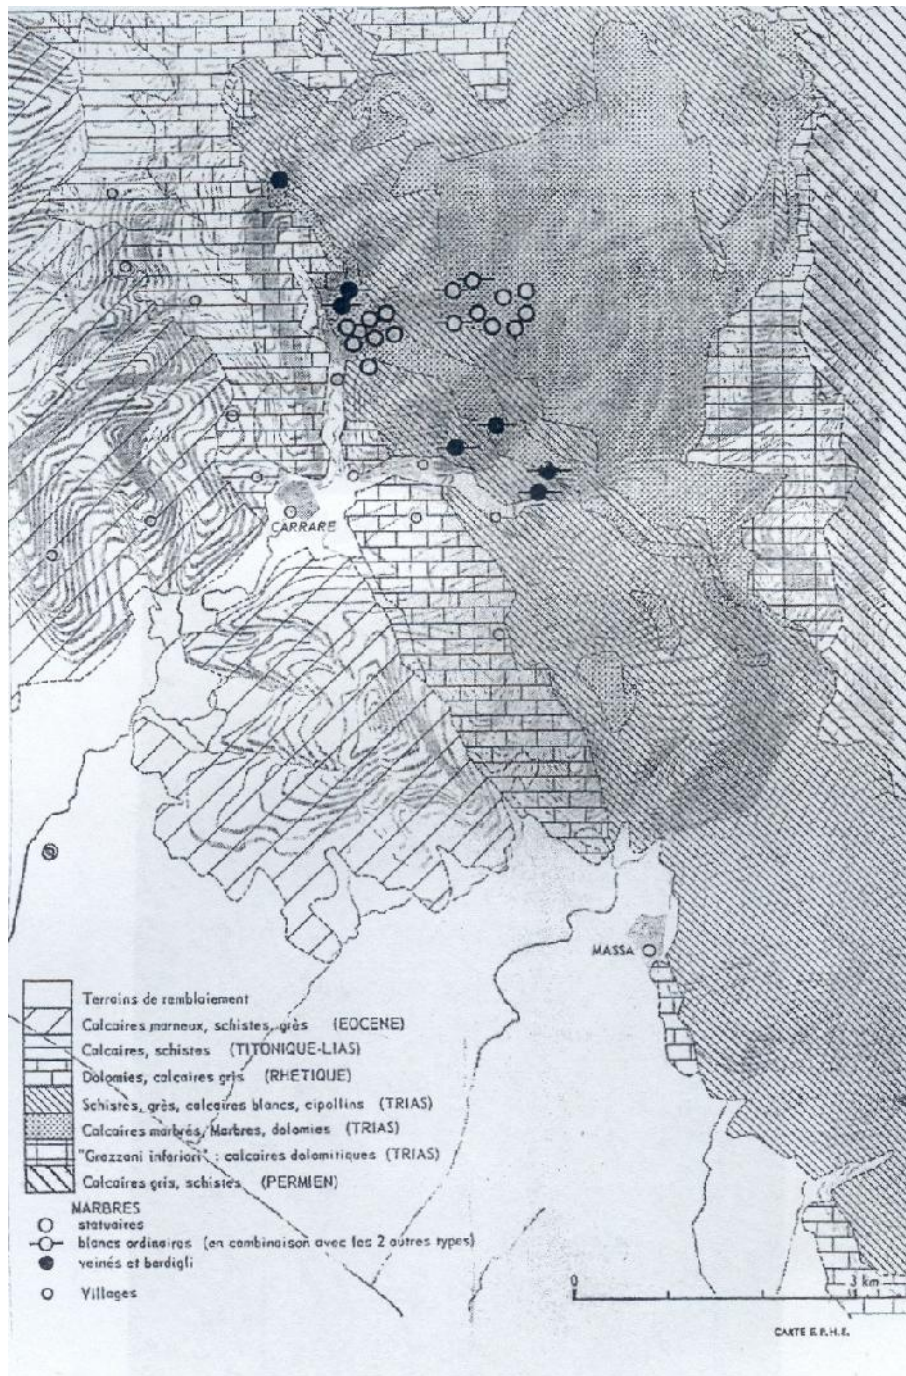 CARRARE
MASSA
Terrains de remblaiement
Calcaires marneux, schistes, grès (EOCENE)
Calcaires, schistes (TITONIQUE-LIAS)
Dolomies, calcaires gris (RHETIQUE)
Schistes, grès, calcaires blancs, cipollins (TRIAS)
Calcaires marbrés, Marbres, dolomies (TRIAS)
"Grezzoni inferiori" : calcaires dolomitiques (TRIAS)
Calcaires gris, schistes (PERMIEN)
MARBRES
statuaires
blancs ordinaires (en combinaison avec les 2 autres types)
veinés et bardigli
Villages
0 3 km
CARTE E.P.H.E.